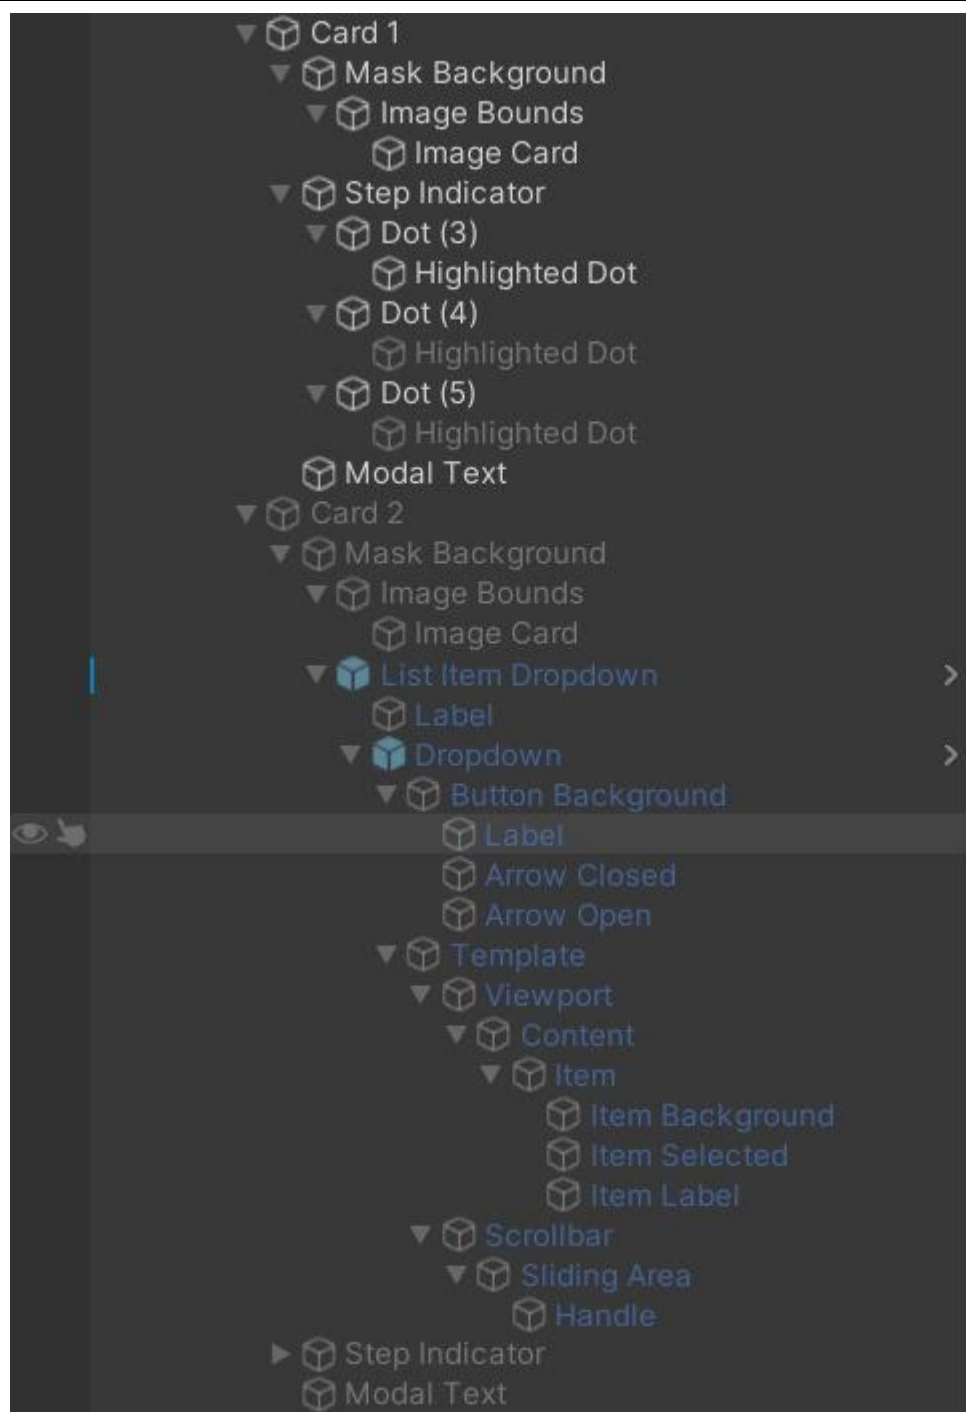 Card 1
Mask Background
Image Bounds
Image Card
Step Indicator
Dot (3)
Highlighted Dot
Dot (4)
Highlighted Dot
Dot (5)
Highlighted Dot
Modal Text
Card 2
Mask Background
Image Bounds
Image Card
List Item Dropdown
Label
Dropdown
Button Background
Label
Arrow Closed
Arrow Open
Template
Viewport
Content
Item
Item Background
Item Selected
Item Label
Scrollbar
Sliding Area
Handle
Step Indicator
Modal Text